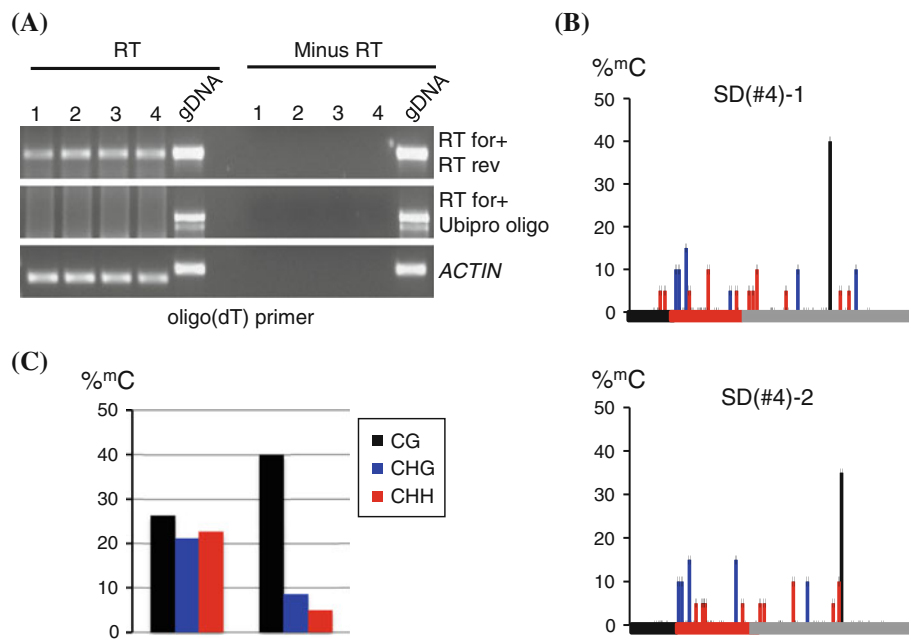 (A)
RT
Minus RT
1 2 3 4 gDNA 1 2 3 4 gDNA
RT for+
RT rev
RT for+
Ubipro oligo
ACTIN
oligo(dT) primer
(B)
%mC
SD(#4)-1
50
40
30
20
10
0
%mC
SD(#4)-2
50
40
30
20
10
0
(C)
%mC
50
40
30
20
10
0
CG
CHG
CHH